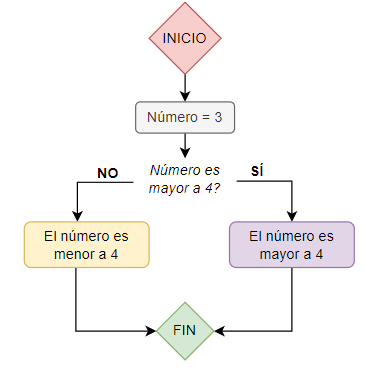 INICIO
Número = 3
Número es
mayor a 4?
NO
SÍ
El número es
menor a 4
El número es
mayor a 4
FIN